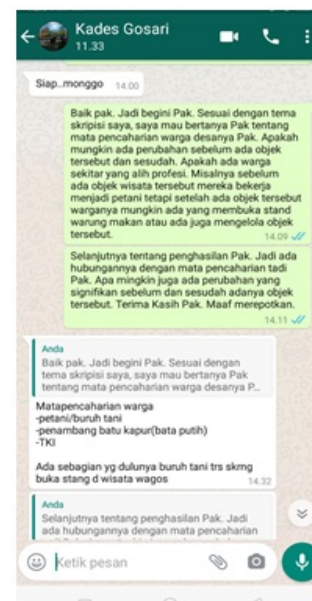 Kades Gosari
11.33
Siap..monggo 14.00
Baik pak. Jadi begini Pak. Sesuai dengan tema
skripisi saya, saya mau bertanya Pak tentang
mata pencaharian warga desanya Pak. Apakah
mungkin ada perubahan sebelum ada objek
tersebut dan sesudah. Apakah ada warga
sekitar yang alih profesi. Misalnya sebelum
ada objek wisata tersebut mereka bekerja
menjadi petani tetapi setelah ada objek tersebut
warganya mungkin ada yang membuka stand
warung makan atau ada juga mengelola objek
tersebut. 14.09
Selanjutnya tentang penghasilan Pak. Jadi ada
hubungannya dengan mata pencaharian tadi
Pak. Apa mingkin juga ada perubahan yang
signifikan sebelum dan sesudah adanya objek
tersebut. Terima Kasih Pak. Maaf merepotkan.
14.11
Anda
Baik pak. Jadi begini Pak. Sesuai dengan
tema skripisi saya, saya mau bertanya Pak
tentang mata pencaharian warga desanya P...
Matapencaharian warga
-petani/buruh tani
-penambang batu kapur(bata putih)
-TKI
Ada sebagian yg dulunya buruh tani trs skrng
buka stang d wisata wagos 14.32
Anda
Selanjutnya tentang penghasilan Pak. Jadi
ada hubungannya dengan mata pencaharian
Ketik pesan